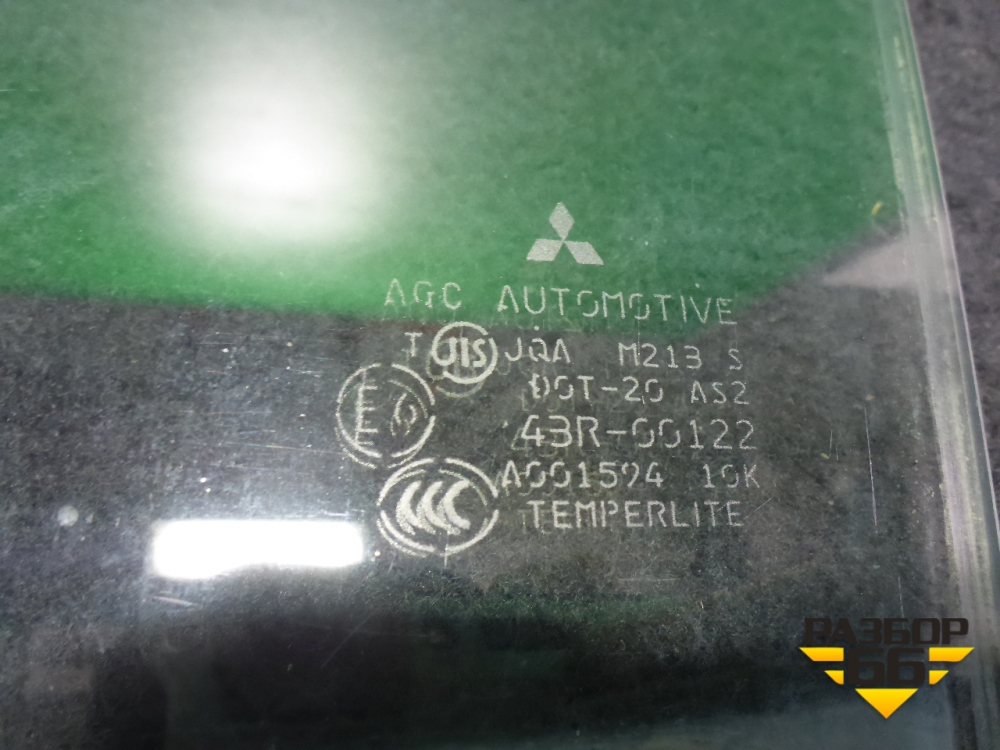 AGC AUTOMOTIVE
T JIS JQA M213 S
DOT-20 AS2
E6 43R-00122
CCC A001594 10K
TEMPERLITE
РАЗБОР
66